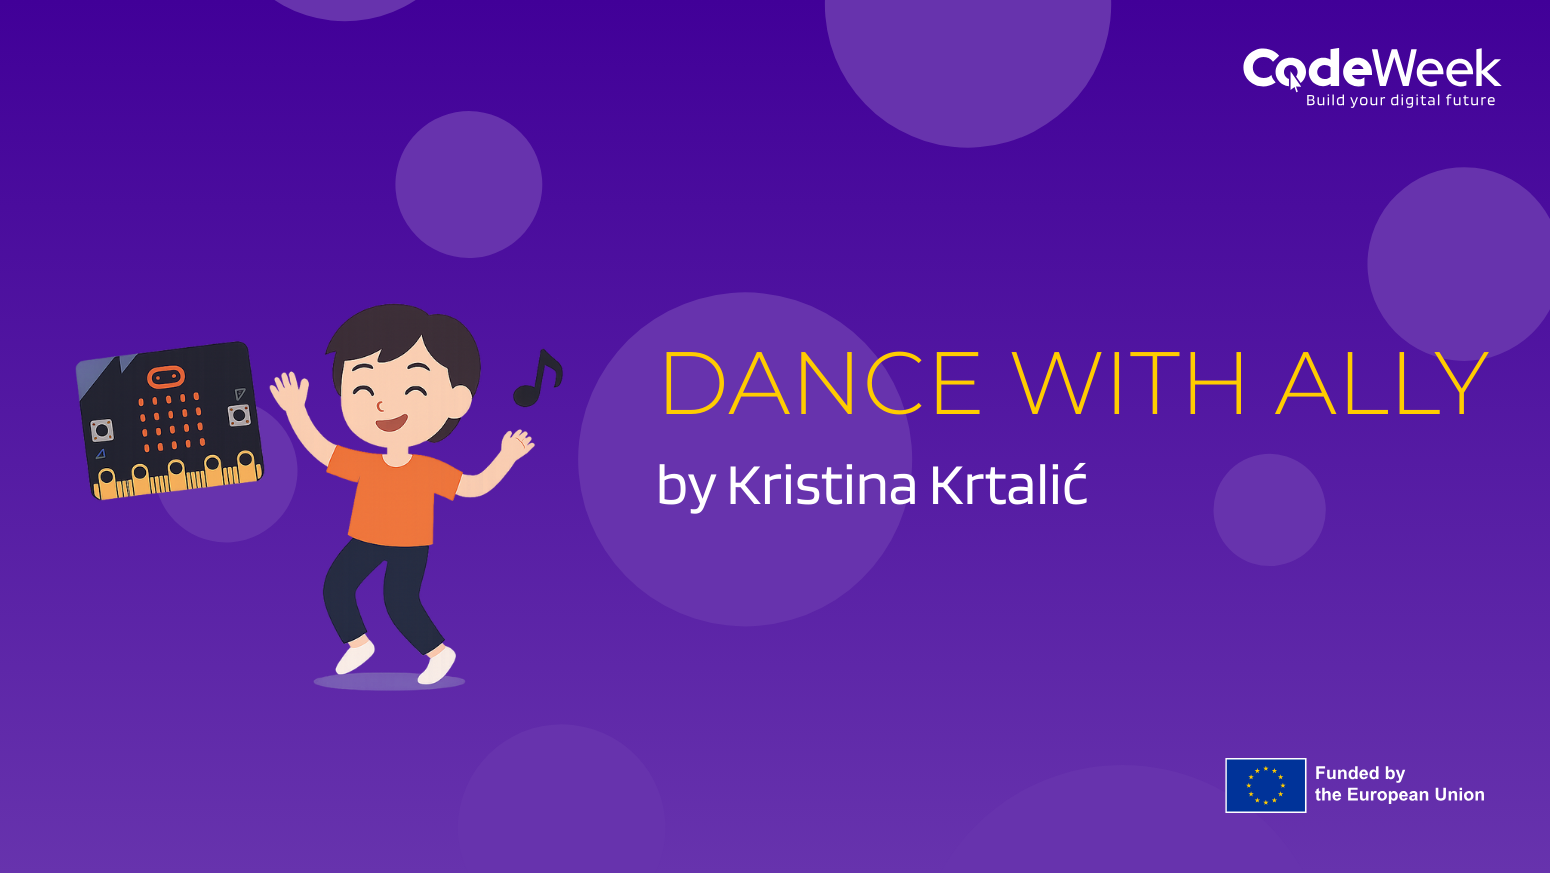 CodeWeek
Build your digital future
DANCE WITH ALLY
by Kristina Krtalić
Funded by
the European Union